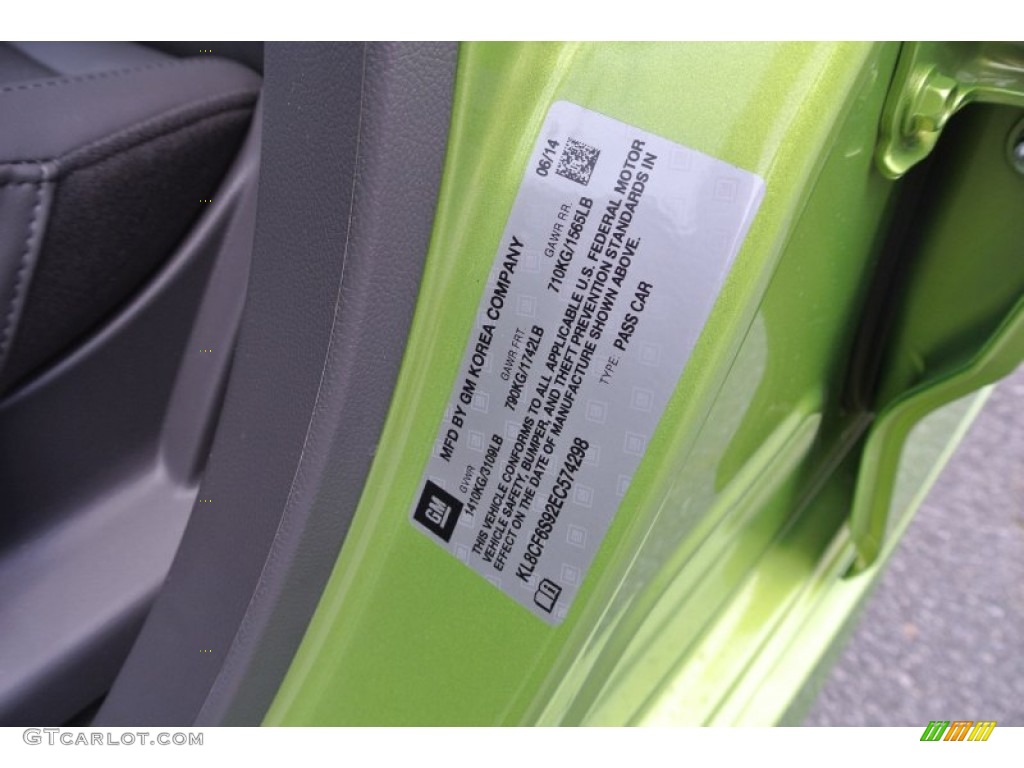 06/14
MFD BY GM KOREA COMPANY
GM
GVWR GAWR FRT. GAWR RR.
1410KG/3109LB 790KG/1742LB 710KG/1565LB
THIS VEHICLE CONFORMS TO ALL APPLICABLE U.S. FEDERAL MOTOR
VEHICLE SAFETY, BUMPER, AND THEFT PREVENTION STANDARDS IN
EFFECT ON THE DATE OF MANUFACTURE SHOWN ABOVE.
KL8CF6S92EC574298 TYPE: PASS CAR
GTcarlot.com